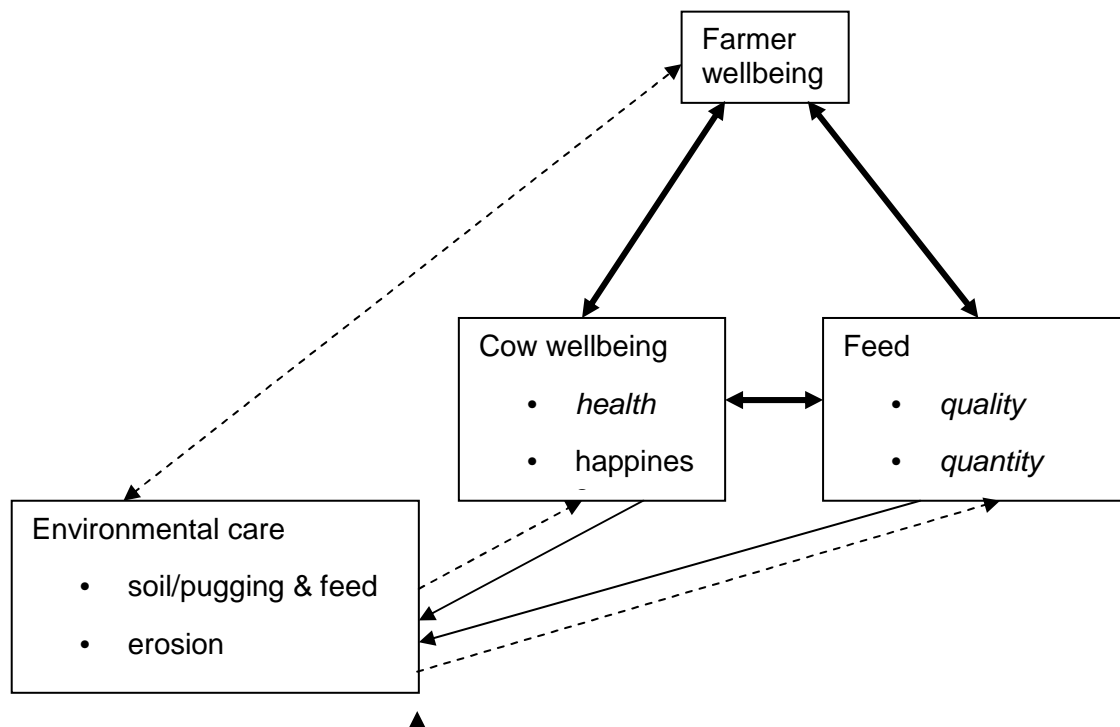 Farmer
wellbeing
Cow wellbeing
• health
• happines
Feed
• quality
• quantity
Environmental care
• soil/pugging & feed
• erosion